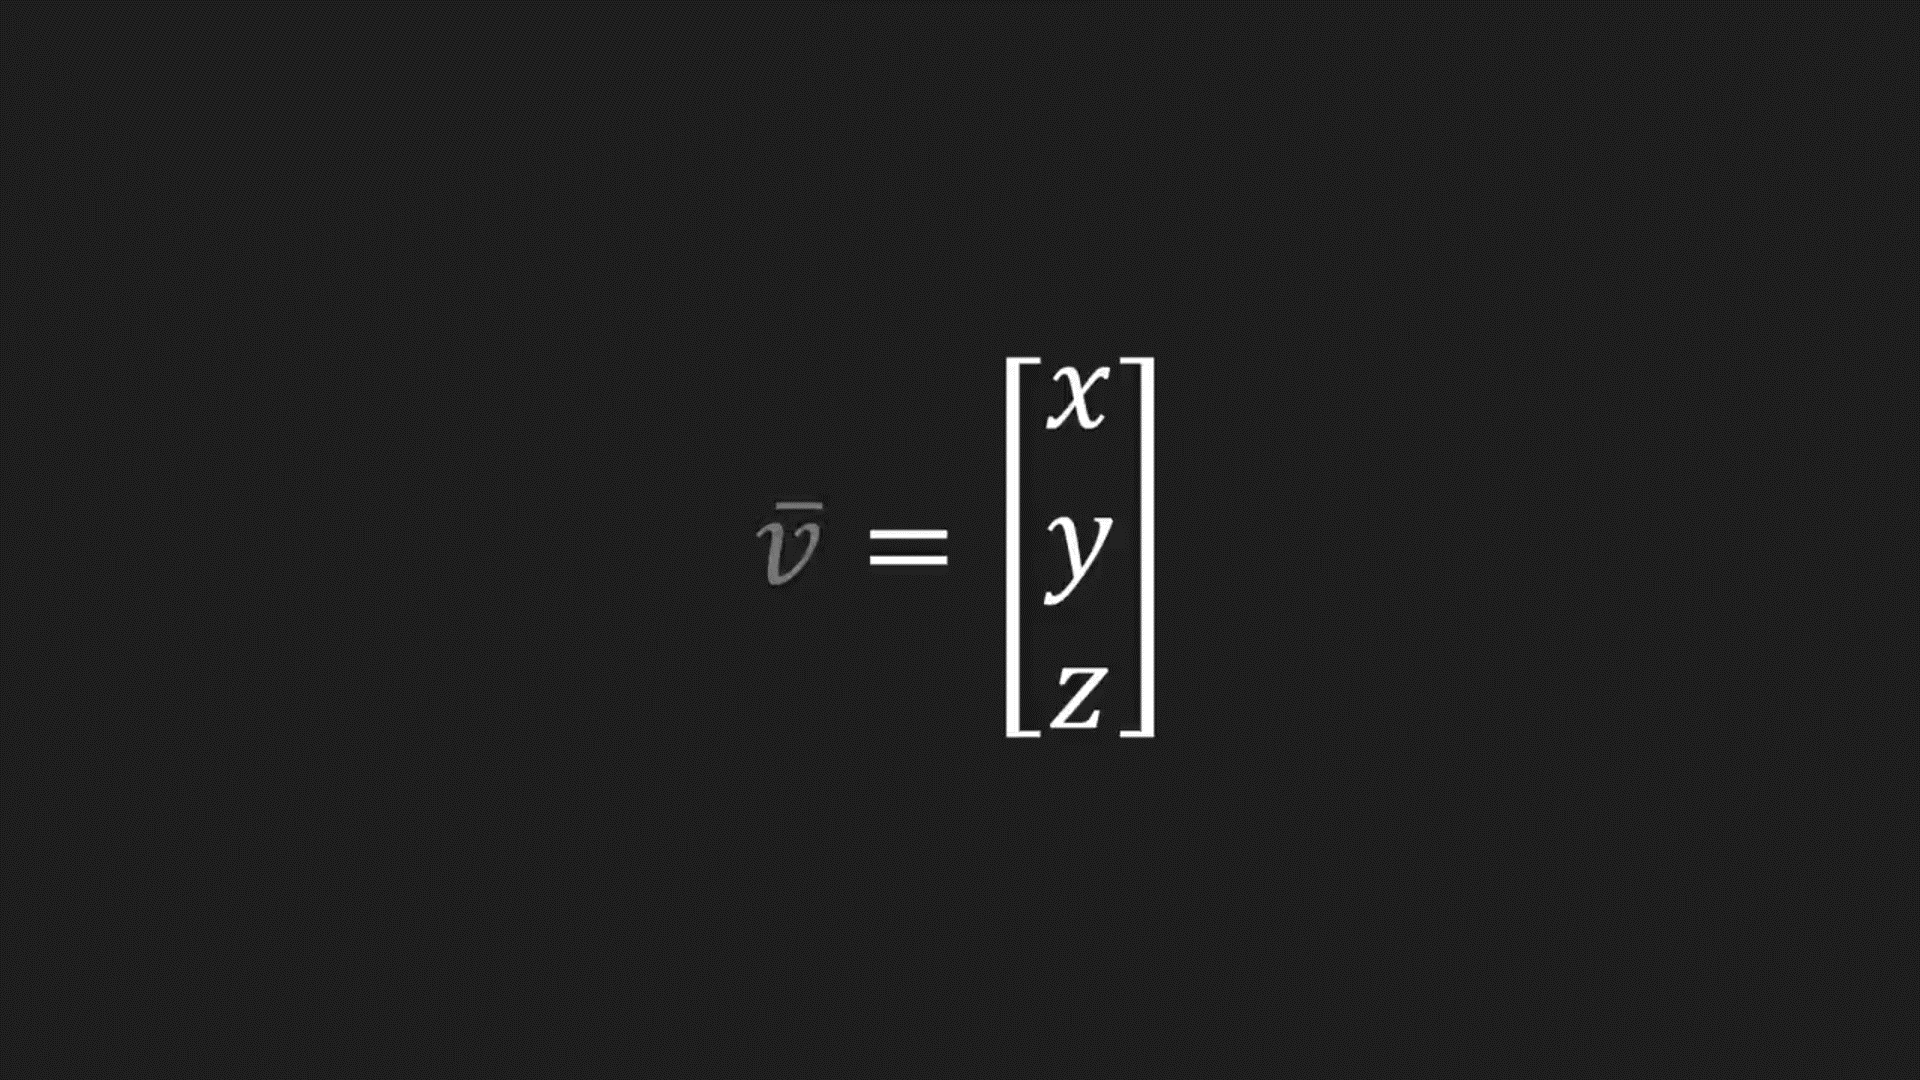 v̄ = [x
y
z]